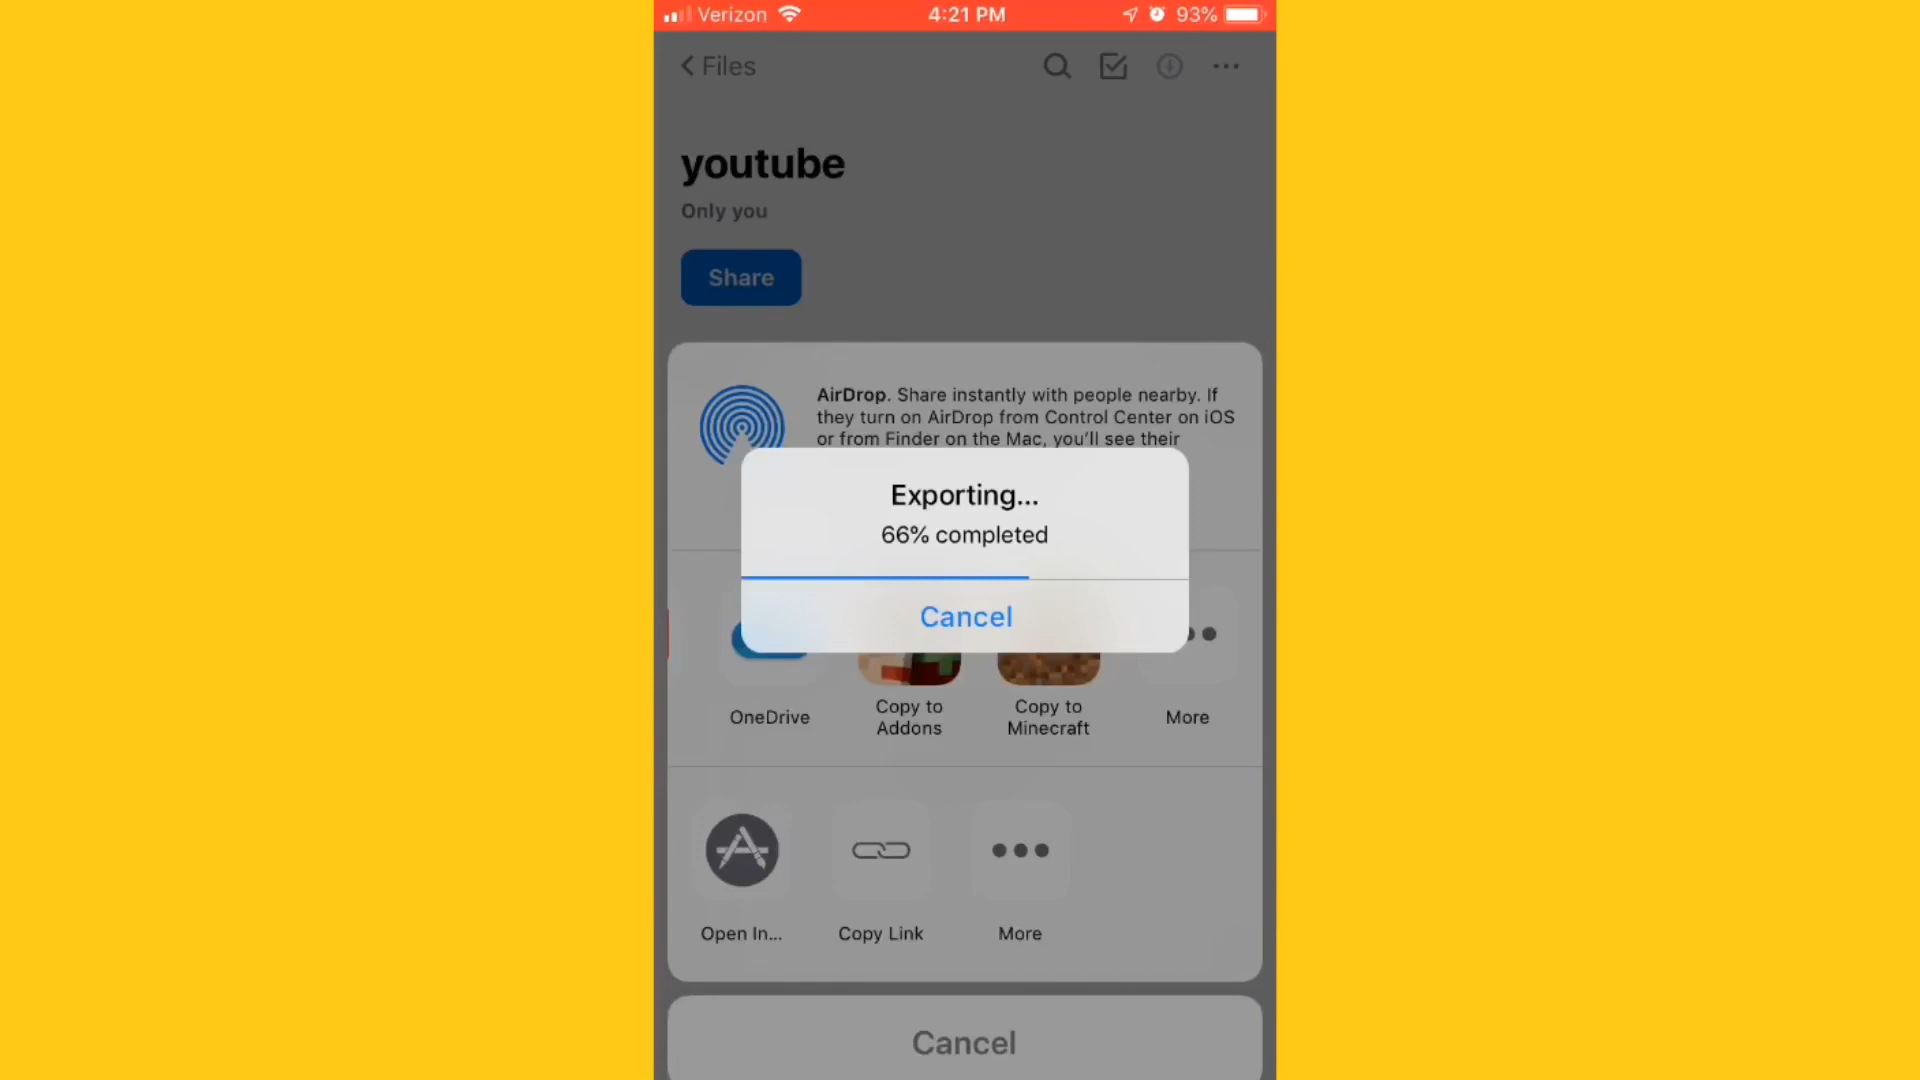 Verizon 4:21 PM 93%
Files
youtube
Only you
Share
AirDrop. Share instantly with people nearby. If
they turn on AirDrop from Control Center on iOS
or from Finder on the Mac, you'll see their
Exporting...
66% completed
Cancel
OneDrive
Copy to
Addons
Copy to
Minecraft
More
Open In...
Copy Link
More
Cancel